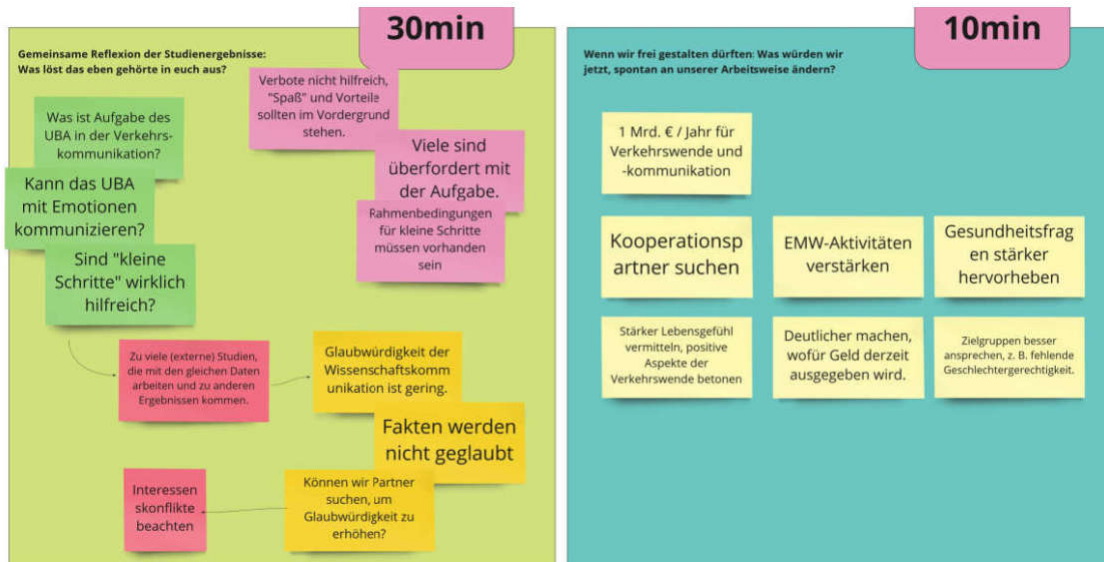 30min
Gemeinsame Reflexion der Studienergebnisse:
Was löst das eben gehörte in euch aus?
Was ist Aufgabe des
UBA in der Verkehrs-
kommunikation?
Kann das UBA
mit Emotionen
kommunizieren?
Sind "kleine
Schritte" wirklich
hilfreich?
Verbote nicht hilfreich,
"Spaß" und Vorteile
sollten im Vordergrund
stehen.
Viele sind
überfordert mit
der Aufgabe.
Rahmenbedingungen
für kleine Schritte
müssen vorhanden
sein
Zu viele (externe) Studien,
die mit den gleichen Daten
arbeiten und zu anderen
Ergebnissen kommen.
Glaubwürdigkeit der
Wissenschaftskomm
unikation ist gering.
Fakten werden
nicht geglaubt
Können wir Partner
suchen, um
Glaubwürdigkeit zu
erhöhen?
Interessen
skonflikte
beachten
10min
Wenn wir frei gestalten dürften: Was würden wir
jetzt, spontan an unserer Arbeitsweise ändern?
1 Mrd. € / Jahr für
Verkehrswende und
-kommunikation
Kooperationsp
artner suchen
EMW-Aktivitäten
verstärken
Gesundheitsfrag
en stärker
hervorheben
Stärker Lebensgefühl
vermitteln, positive
Aspekte der
Verkehrswende betonen
Deutlicher machen,
wofür Geld derzeit
ausgegeben wird.
Zielgruppen besser
ansprechen, z. B. fehlende
Geschlechtergerechtigkeit.